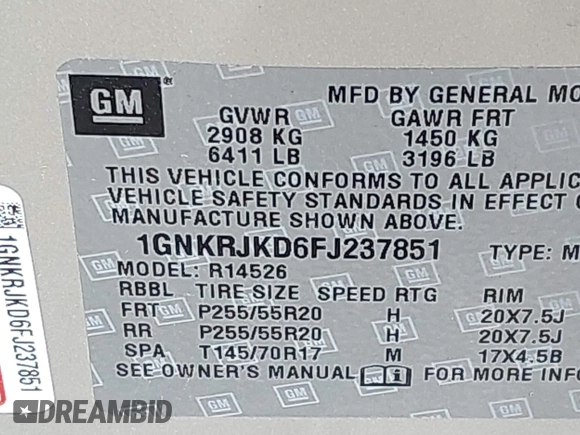 GM
MFD BY GENERAL MO
GVWR GAWR FRT
2908 KG 1450 KG
6411 LB 3196 LB
THIS VEHICLE CONFORMS TO ALL APPLIC
VEHICLE SAFETY STANDARDS IN EFFECT
MANUFACTURE SHOWN ABOVE.
1GNKRJKD6FJ237851 TYPE: M
MODEL: R14526
RBBL TIRE SIZE SPEED RTG RIM
FRT P255/55R20 H 20X7.5J
RR P255/55R20 H 20X7.5J
SPA T145/70R17 M 17X4.5B
SEE OWNER'S MANUAL FOR MORE INFO
1GNKRJKD6FJ237851
DREAMBID